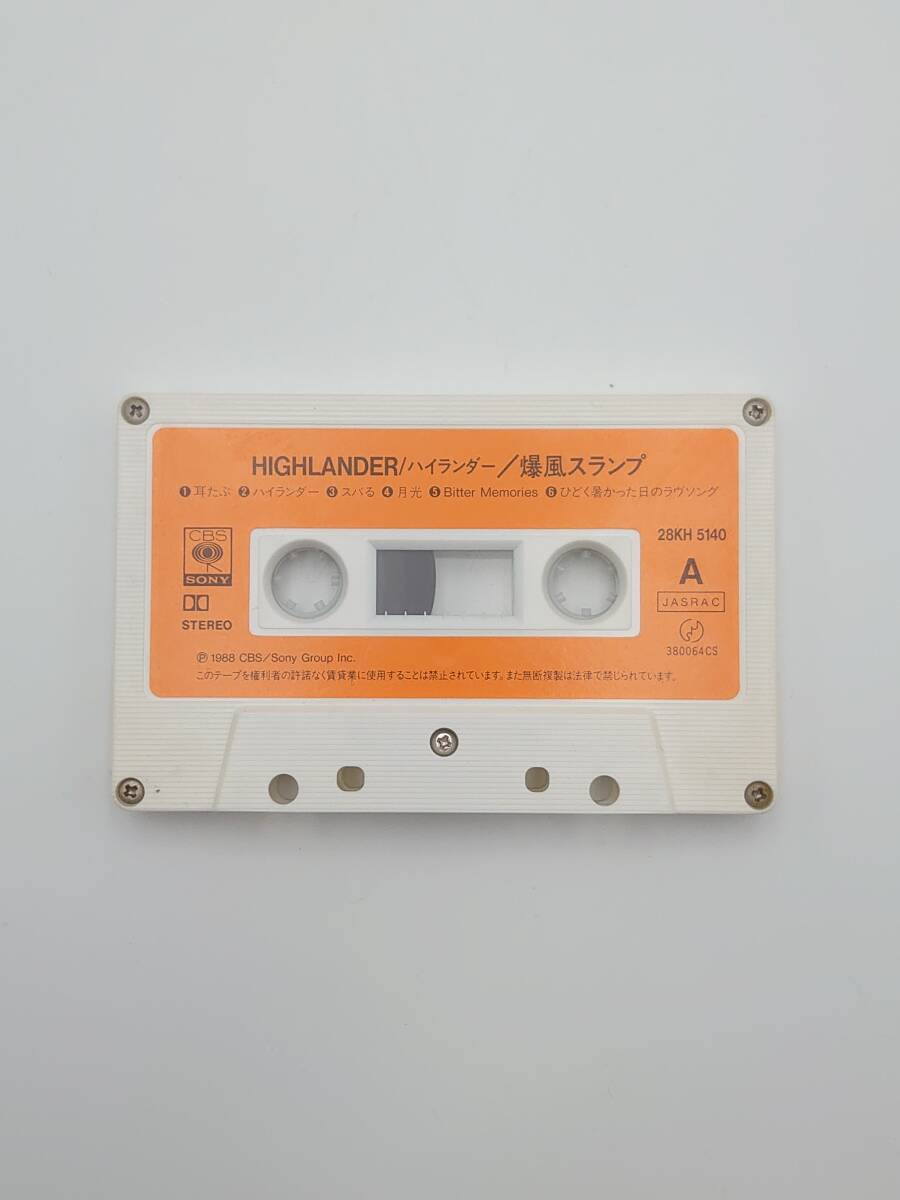 HIGHLANDER/ハイランダー/爆風スランプ
❶耳たぶ ❷ハイランダー ❸スバる ❹月光 ❺Bitter Memories ❻ひどく暑かった日のラヴソング
CBS
SONY
STEREO
28KH 5140
A
JASRAC
380064CS
Ⓟ1988 CBS/Sony Group Inc.
このテープを権利者の許諾なく賃貸業に使用することは禁止されています。また無断複製は法律で禁じられています。